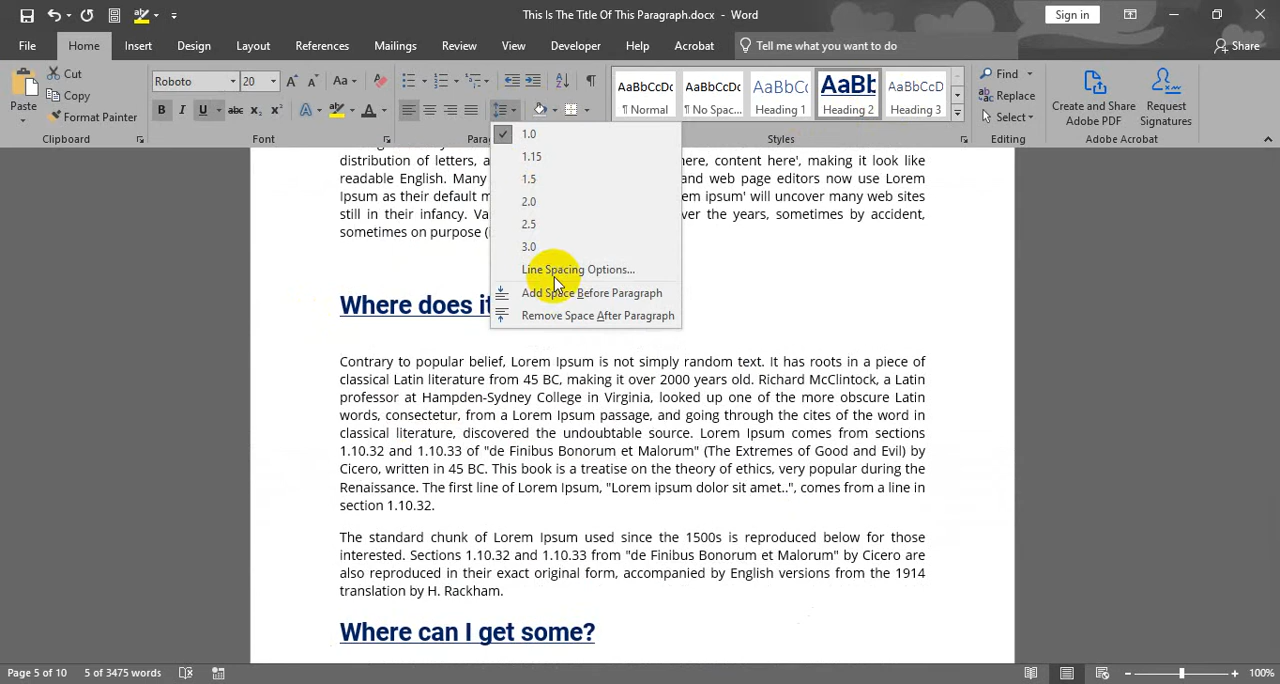 This Is The Title Of This Paragraph.docx - Word
Sign in
File Home Insert Design Layout References Mailings Review View Developer Help Acrobat Tell me what you want to do Share
Paste
Cut
Copy
Format Painter
Clipboard
Roboto 20
Font
1.0
1.15
1.5
2.0
2.5
3.0
Line Spacing Options...
Add Space Before Paragraph
Remove Space After Paragraph
AaBbCcDc AaBbCcDc AaBbCc AaBb AaBbCcD
¶ Normal ¶ No Spac... Heading 1 Heading 2 Heading 3
Styles
Find
Replace
Select
Editing
Create and Share Adobe PDF
Request Signatures
Adobe Acrobat
distribution of letters, here, content here', making it look like
readable English. Many and web page editors now use Lorem
Ipsum as their default ipsum' will uncover many web sites
still in their infancy. over the years, sometimes by accident,
sometimes on purpose
Where does it
Contrary to popular belief, Lorem Ipsum is not simply random text. It has roots in a piece of
classical Latin literature from 45 BC, making it over 2000 years old. Richard McClintock, a Latin
professor at Hampden-Sydney College in Virginia, looked up one of the more obscure Latin
words, consectetur, from a Lorem Ipsum passage, and going through the cites of the word in
classical literature, discovered the undoubtable source. Lorem Ipsum comes from sections
1.10.32 and 1.10.33 of "de Finibus Bonorum et Malorum" (The Extremes of Good and Evil) by
Cicero, written in 45 BC. This book is a treatise on the theory of ethics, very popular during the
Renaissance. The first line of Lorem Ipsum, "Lorem ipsum dolor sit amet..", comes from a line in
section 1.10.32.
The standard chunk of Lorem Ipsum used since the 1500s is reproduced below for those
interested. Sections 1.10.32 and 1.10.33 from "de Finibus Bonorum et Malorum" by Cicero are
also reproduced in their exact original form, accompanied by English versions from the 1914
translation by H. Rackham.
Where can I get some?
Page 5 of 10 5 of 3475 words 100%